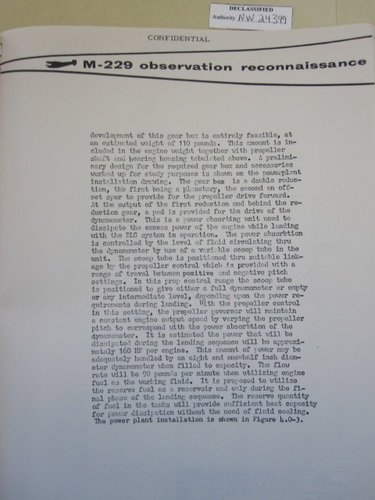 DECLASSIFIED
Authority NW 29399
CONFIDENTIAL
M-229 observation reconnaissance
development of this gear box is entirely feasible, at
an estimated weight of 110 pounds. This amount is in-
cluded in the engine weight together with propeller
shaft and bearing housing tabulated above. A prelimi-
nary design for the required gear box and accessories
worked up for study purposes is shown on the powerplant
installation drawing. The gear box is a double reduc-
tion, the first being a planetary, the second an off-
set spur to provide for the propeller drive forward.
At the output of the first reduction and behind the re-
duction gear, a pad is provided for the drive of the
dynamometer. This is a power absorbing unit used to
dissipate the excess power of the engine while landing
with the BLC system in operation. The power absorbtion
is controlled by the level of fluid circulating thru
the dynamometer by use of a variable scoop tube in the
unit. The scoop tube is positioned thru suitable link-
age by the propeller control which is provided with a
range of travel between positive and negative pitch
settings. In this prop control range the scoop tube
is positioned to give either a full dynamometer or empty
or any intermediate level, depending upon the power re-
quirements during landing. With the propeller control
in this setting, the propeller governor will maintain
a constant engine output speed by varying the propeller
pitch to correspond with the power absorbtion of the
dynamometer. It is estimated the power that will be
dissipated during the landing sequence will be approxi-
mately 160 HP per engine. This amount of power may be
adequately handled by an eight and onehalf inch diam-
eter dynamometer when filled to capacity. The flow
rate will be 90 pounds per minute when utilizing engine
fuel as the working fluid. It is proposed to utilize
the reserve fuel as a reservoir and only during the fi-
nal phase of the landing sequence. The reserve quantity
of fuel in the tanks will provide sufficient heat capacity
for power dissipation without the need of fluid cooling.
The power plant installation is shown in Figure 4.0-3.